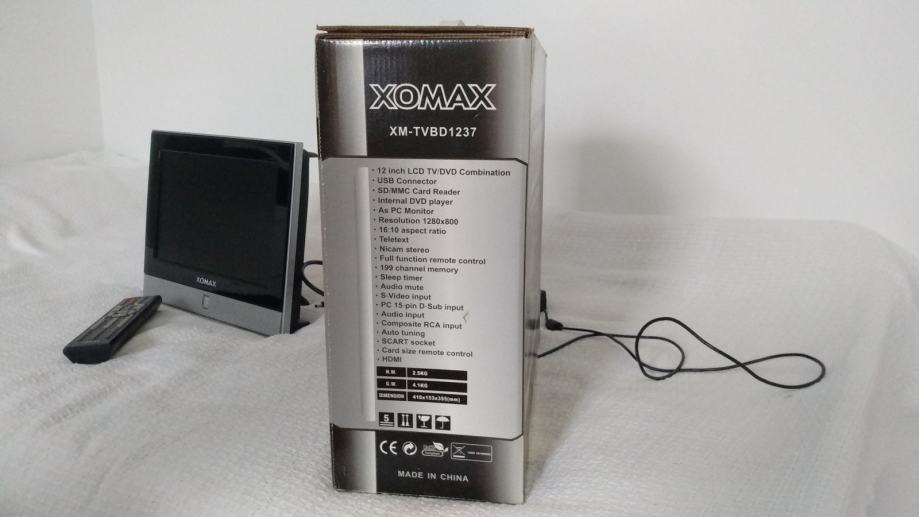 XOMAX
XM-TVBD1237
· 12 inch LCD TV/DVD Combination
· USB Connector
· SD/MMC Card Reader
· Internal DVD player
· As PC Monitor
· Resolution 1280x800
· 16:10 aspect ratio
· Teletext
· Nicam stereo
· Full function remote control
· 199 channel memory
· Sleep timer
· Audio mute
· S-Video input
· PC 15-pin D-Sub input
· Audio input
· Composite RCA input
· Auto tuning
· SCART socket
· Card size remote control
· HDMI
N.W. 2.5KG
G.W. 4.1KG
DIMENSION 419x153x395(mm)
5
CE
MADE IN CHINA
XOMAX